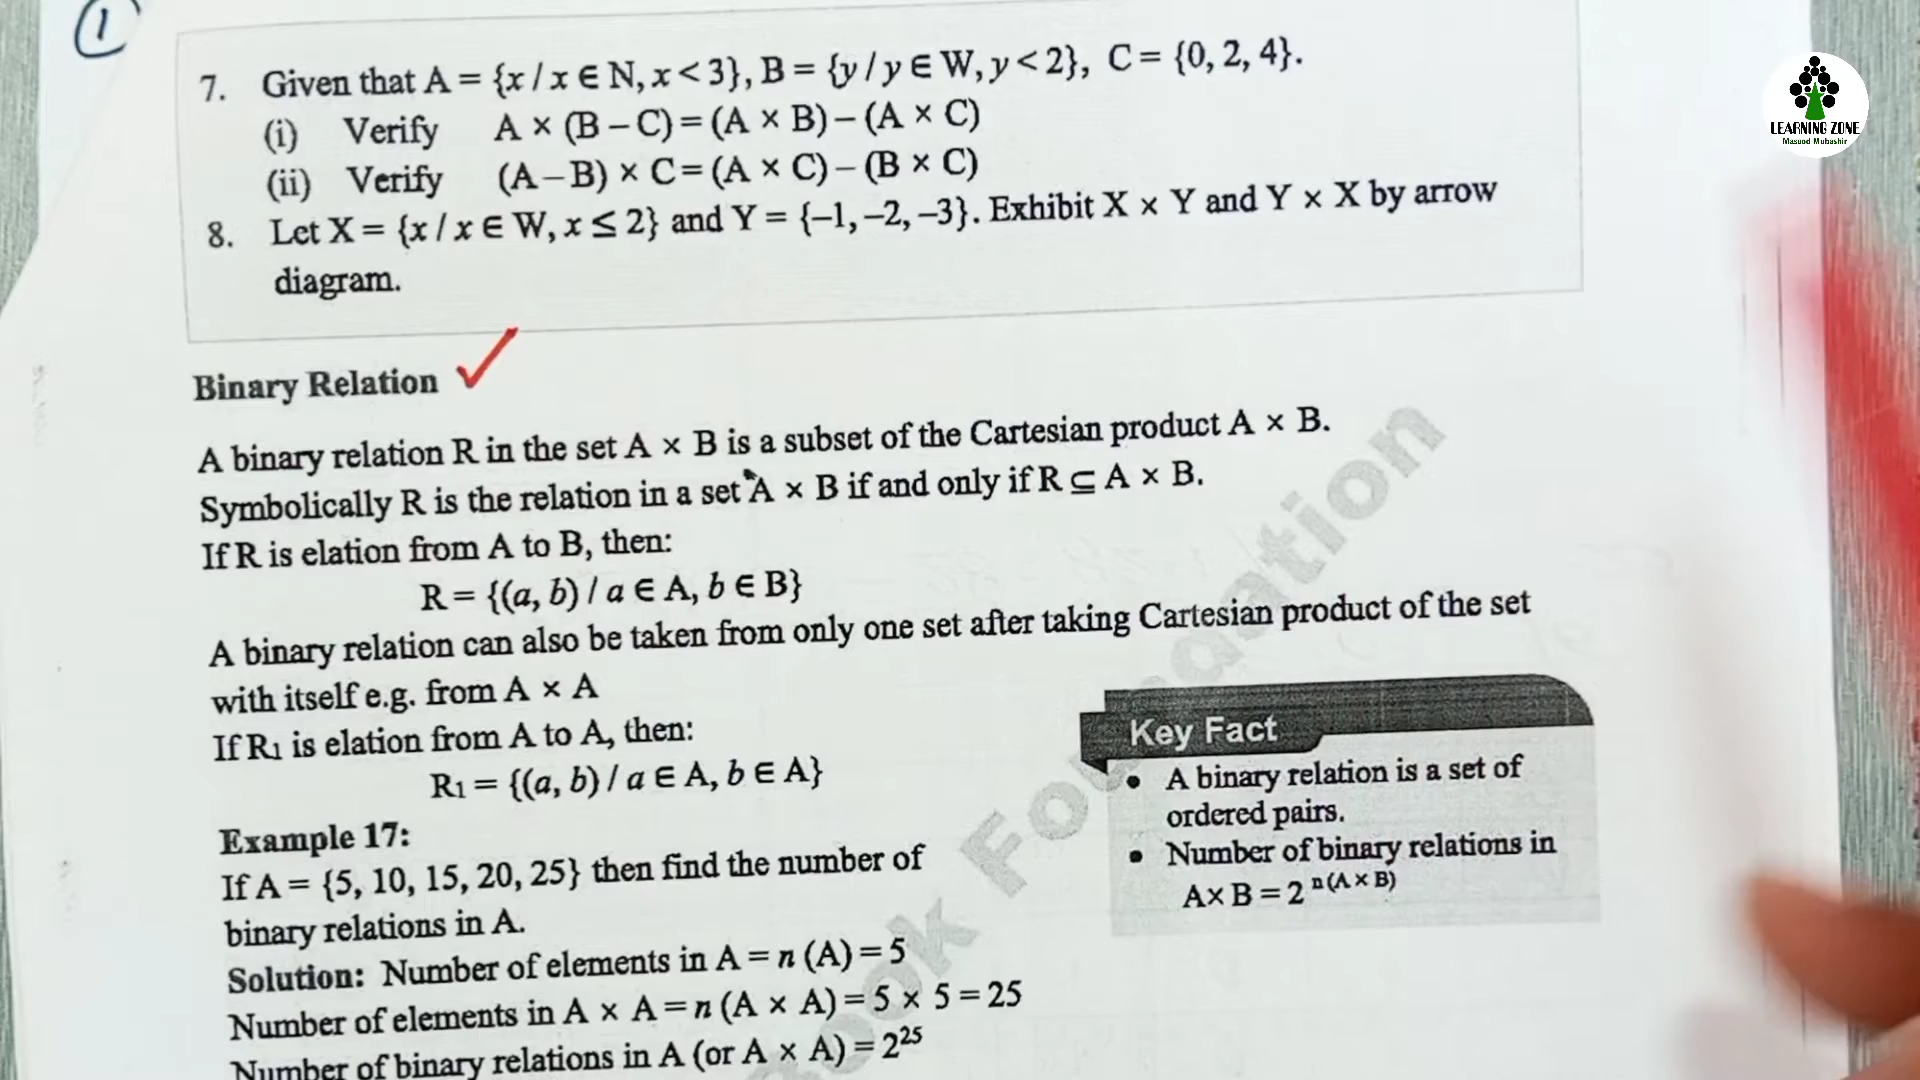 1
7. Given that A = {x / x ∈ N, x < 3}, B = {y / y ∈ W, y < 2}, C = {0, 2, 4}.
(i) Verify A × (B – C) = (A × B) – (A × C)
(ii) Verify (A – B) × C = (A × C) – (B × C)
8. Let X = {x / x ∈ W, x ≤ 2} and Y = {–1, –2, –3}. Exhibit X × Y and Y × X by arrow
diagram.
LEARNING ZONE
Masood Mubashir
Binary Relation
A binary relation R in the set A × B is a subset of the Cartesian product A × B.
Symbolically R is the relation in a set A × B if and only if R ⊆ A × B.
If R is elation from A to B, then:
R = {(a, b) / a ∈ A, b ∈ B}
A binary relation can also be taken from only one set after taking Cartesian product of the set
with itself e.g. from A × A
If R₁ is elation from A to A, then:
R₁ = {(a, b) / a ∈ A, b ∈ A}
Example 17:
If A = {5, 10, 15, 20, 25} then find the number of
binary relations in A.
Solution: Number of elements in A = n (A) = 5
Number of elements in A × A = n (A × A) = 5 × 5 = 25
Number of binary relations in A (or A × A) = 2²⁵
Key Fact
• A binary relation is a set of
ordered pairs.
• Number of binary relations in
A× B = 2 ⁿ⁽ᴬ ˣ ᴮ⁾
ook Foundation